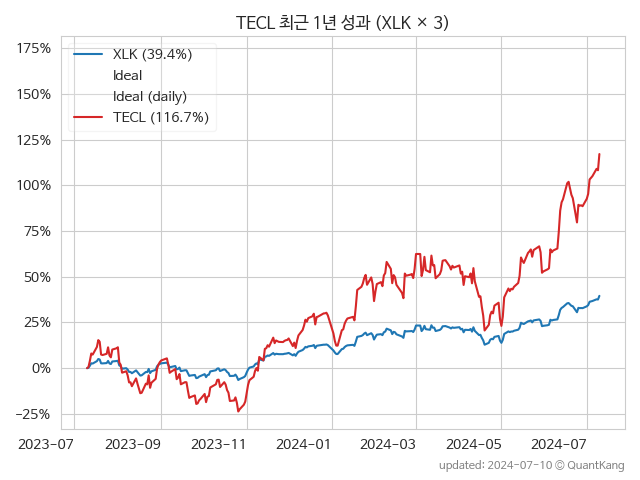 TECL 최근 1년 성과 (XLK × 3)
175%
150%
125%
100%
75%
50%
25%
0%
−25%
XLK (39.4%)
Ideal
Ideal (daily)
TECL (116.7%)
2023-07
2023-09
2023-11
2024-01
2024-03
2024-05
2024-07
updated: 2024-07-10 © QuantKang